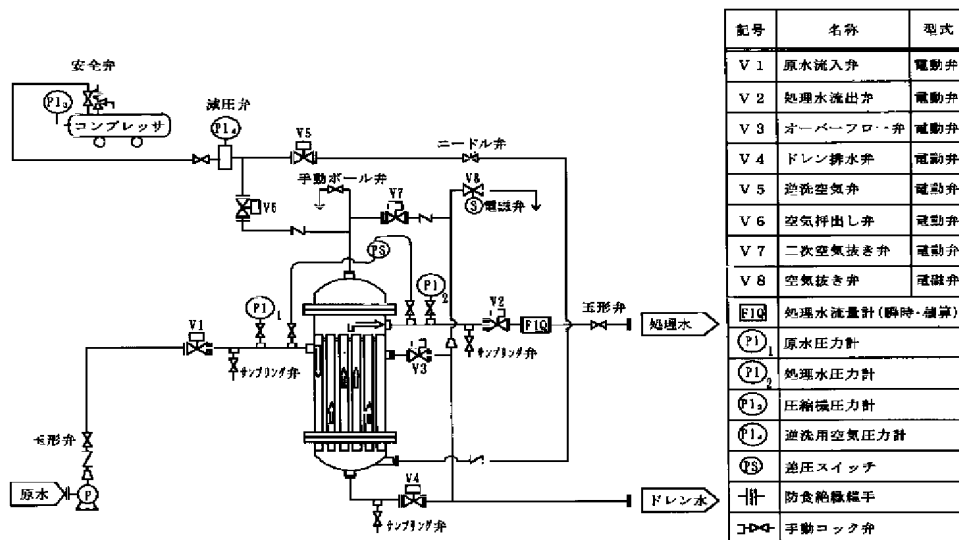 安全弁
PI₃
コンプレッサ
減圧弁
PI₄
V5
ニードル弁
手動ボール弁
V8
V7
S 電磁弁
V6
PS
PI₁
PI₂
V1
V2
玉形弁
FIQ
処理水
サンプリング弁
V3
サンプリング弁
玉形弁
原水
P
V4
サンプリング弁
ドレン水
記号 名称 型式
V1 原水流入弁 電動弁
V2 処理水流出弁 電動弁
V3 オーバーフロー弁 電動弁
V4 ドレン排水弁 電動弁
V5 逆洗空気弁 電動弁
V6 空気押出し弁 電動弁
V7 二次空気抜き弁 電動弁
V8 空気抜き弁 電磁弁
FIQ 処理水流量計(瞬時・積算)
PI₁ 原水圧力計
PI₂ 処理水圧力計
PI₃ 圧縮機圧力計
PI₄ 逆洗用空気圧力計
PS 差圧スイッチ
防食絶縁継手
手動コック弁